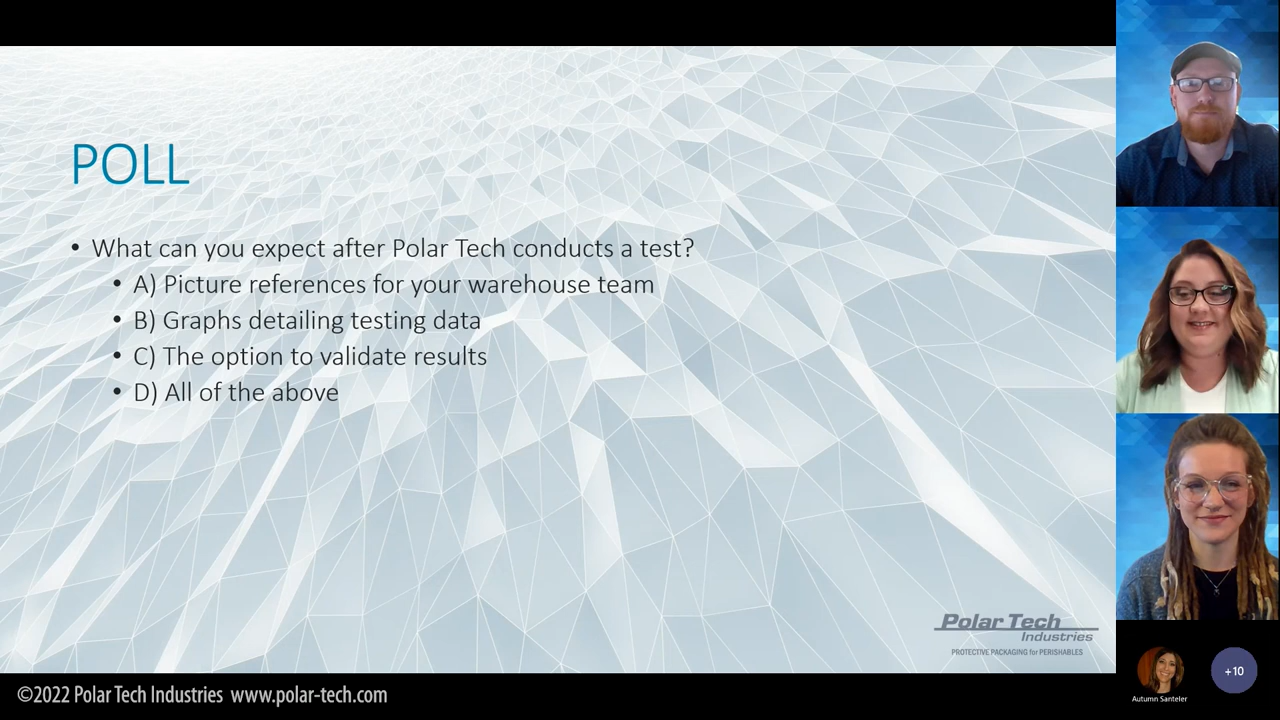 POLL
• What can you expect after Polar Tech conducts a test?
• A) Picture references for your warehouse team
• B) Graphs detailing testing data
• C) The option to validate results
• D) All of the above
Polar Tech
Industries
PROTECTIVE PACKAGING for PERISHABLES
©2022 Polar Tech Industries www.polar-tech.com
+10
Autumn Santeler